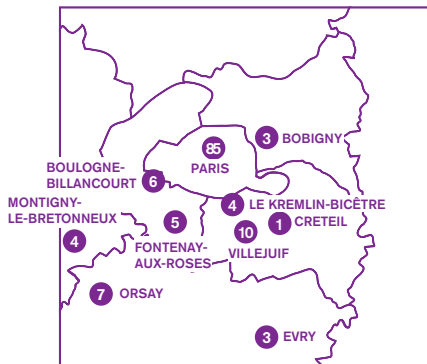 3
BOBIGNY
85
PARIS
BOULOGNE-
BILLANCOURT
6
MONTIGNY-
LE-BRETONNEUX
4
4
LE KREMLIN-BICÊTRE
1
CRETEIL
5
FONTENAY-
AUX-ROSES
10
VILLEJUIF
7
ORSAY
3
EVRY